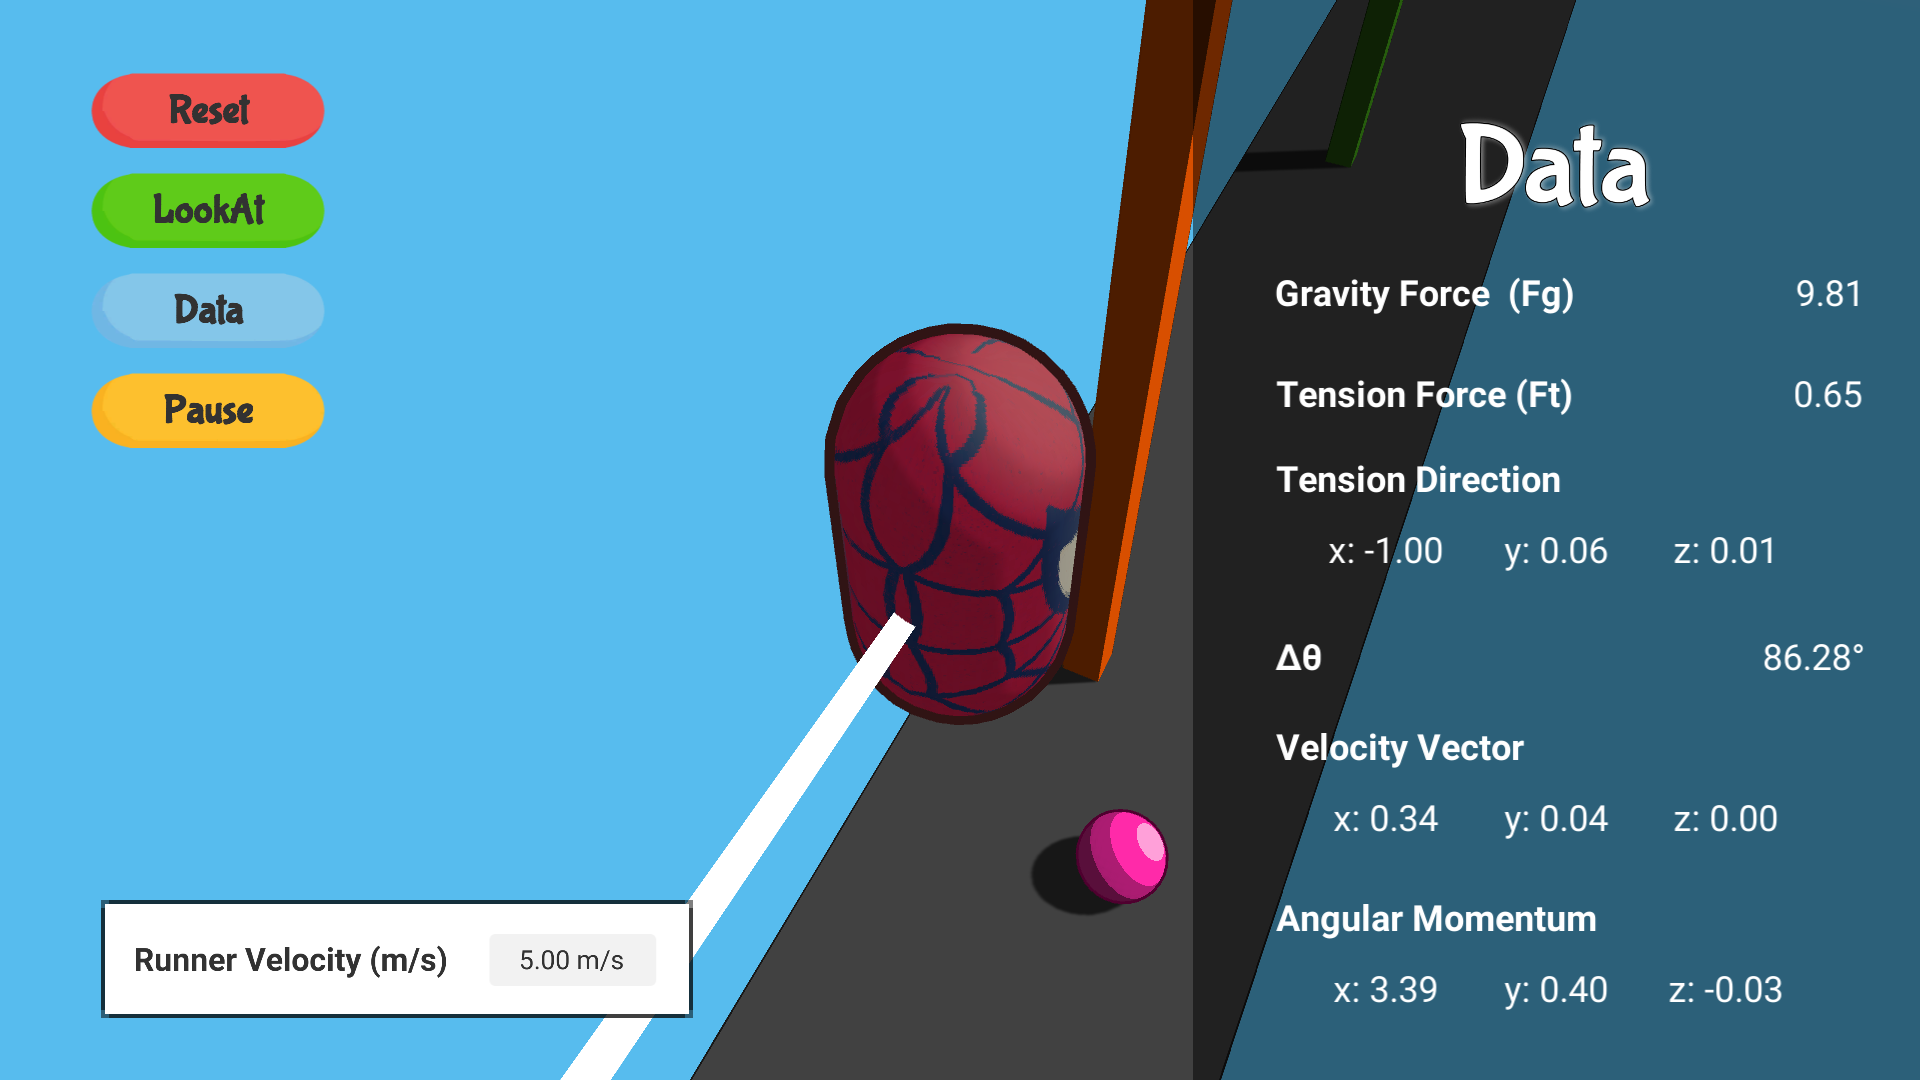 Reset
LookAt
Data
Pause
Runner Velocity (m/s) 5.00 m/s
Data
Gravity Force (Fg) 9.81
Tension Force (Ft) 0.65
Tension Direction
x: -1.00 y: 0.06 z: 0.01
Δθ 86.28°
Velocity Vector
x: 0.34 y: 0.04 z: 0.00
Angular Momentum
x: 3.39 y: 0.40 z: -0.03